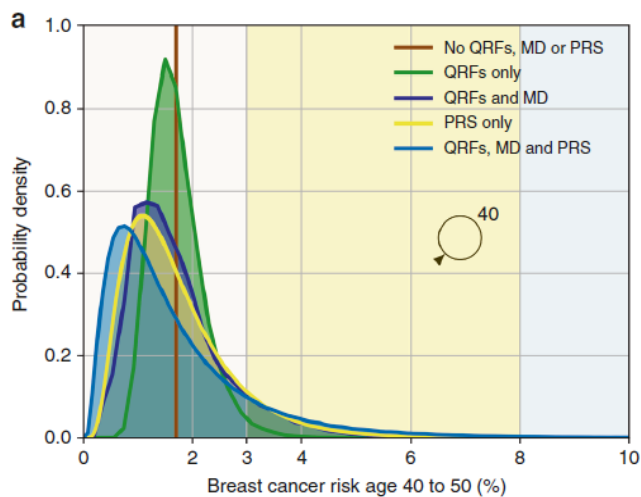 a
1.0
0.8
0.6
0.4
0.2
0.0
Probability density
No QRFs, MD or PRS
QRFs only
QRFs and MD
PRS only
QRFs, MD and PRS
40
0 2 4 6 8 10
Breast cancer risk age 40 to 50 (%)